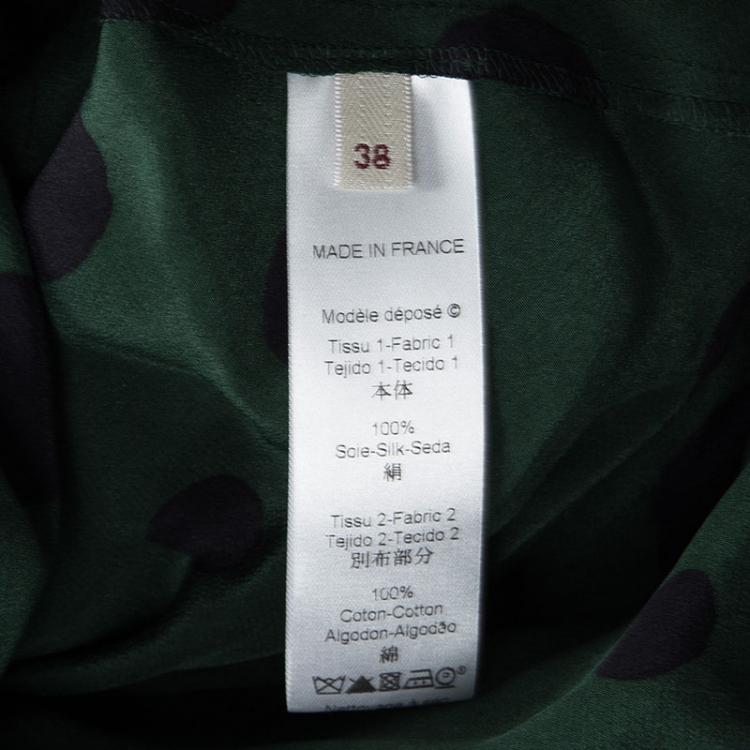 38
MADE IN FRANCE
Modèle déposé ©
Tissu 1-Fabric 1
Tejido 1-Tecido 1
本体
100%
Soie-Silk-Seda
絹
Tissu 2-Fabric 2
Tejido 2-Tecido 2
別布部分
100%
Coton-Cotton
Algodon-Algodão
綿
Nettoyage à sec